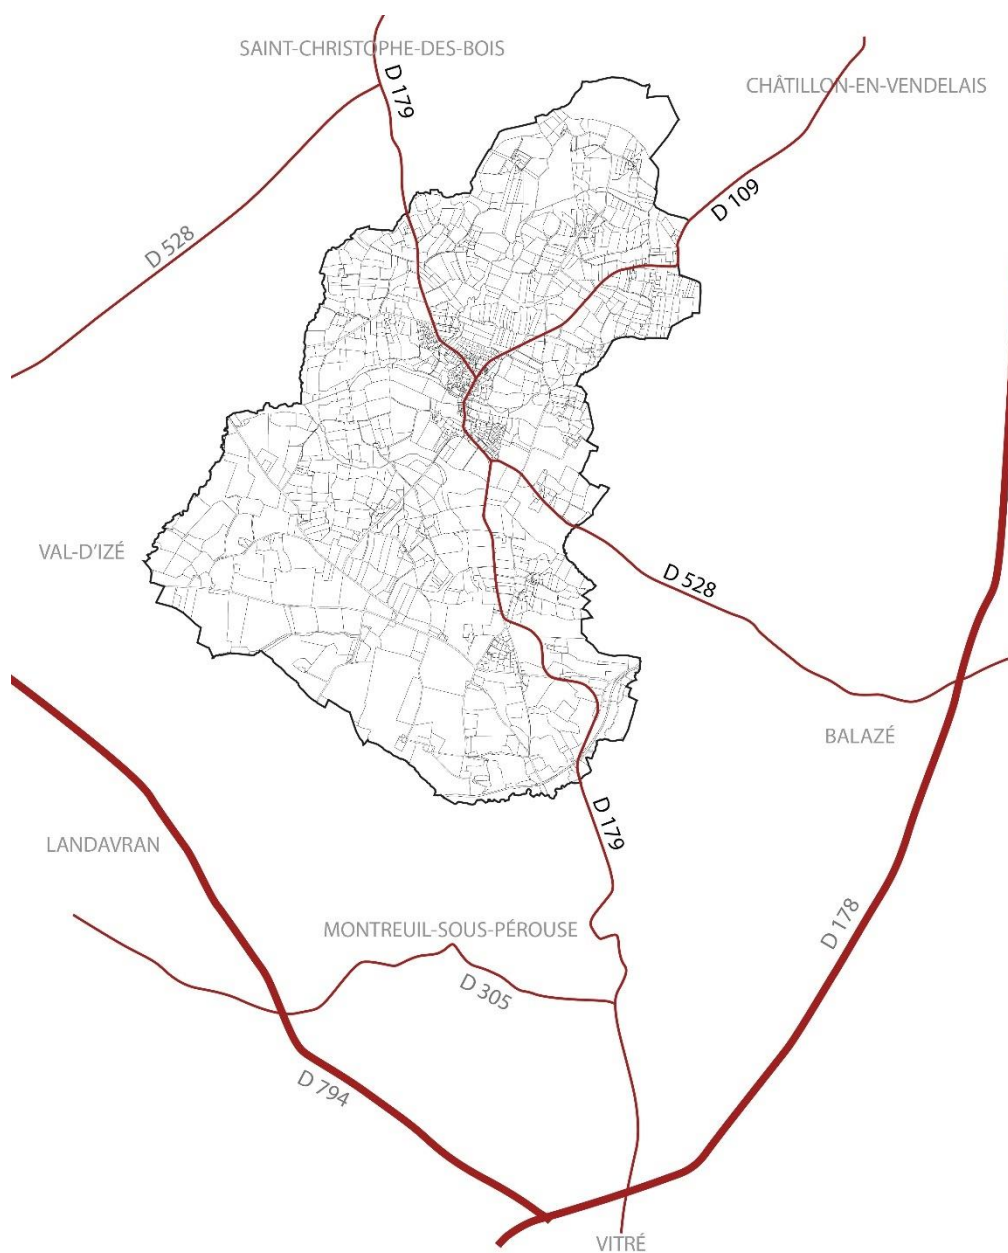 SAINT-CHRISTOPHE-DES-BOIS
D 179
CHÂTILLON-EN-VENDELAIS
D 109
D 528
VAL-D'IZÉ
D 528
BALAZÉ
D 179
LANDAVRAN
D 178
MONTREUIL-SOUS-PÉROUSE
D 305
D 794
VITRÉ